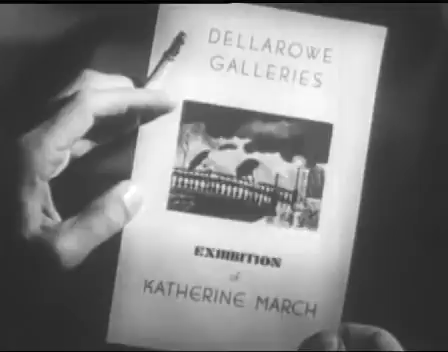 DELLAROWE
GALLERIES
EXHIBITION
of
KATHERINE MARCH